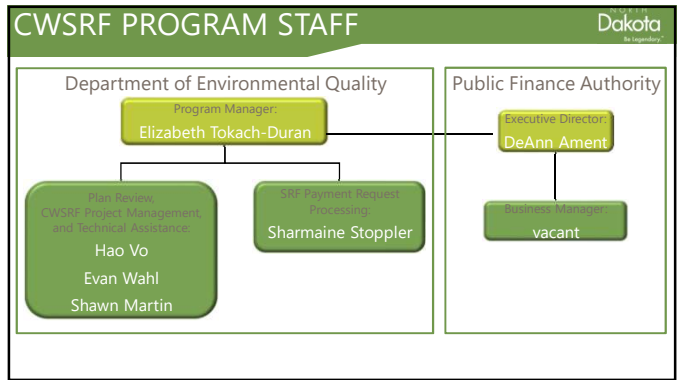 CWSRF PROGRAM STAFF
NORTH
Dakota
Be Legendary.™
Department of Environmental Quality
Program Manager:
Elizabeth Tokach-Duran
Plan Review,
CWSRF Project Management,
and Technical Assistance:
Hao Vo
Evan Wahl
Shawn Martin
SRF Payment Request
Processing:
Sharmaine Stoppler
Public Finance Authority
Executive Director:
DeAnn Ament
Business Manager:
vacant